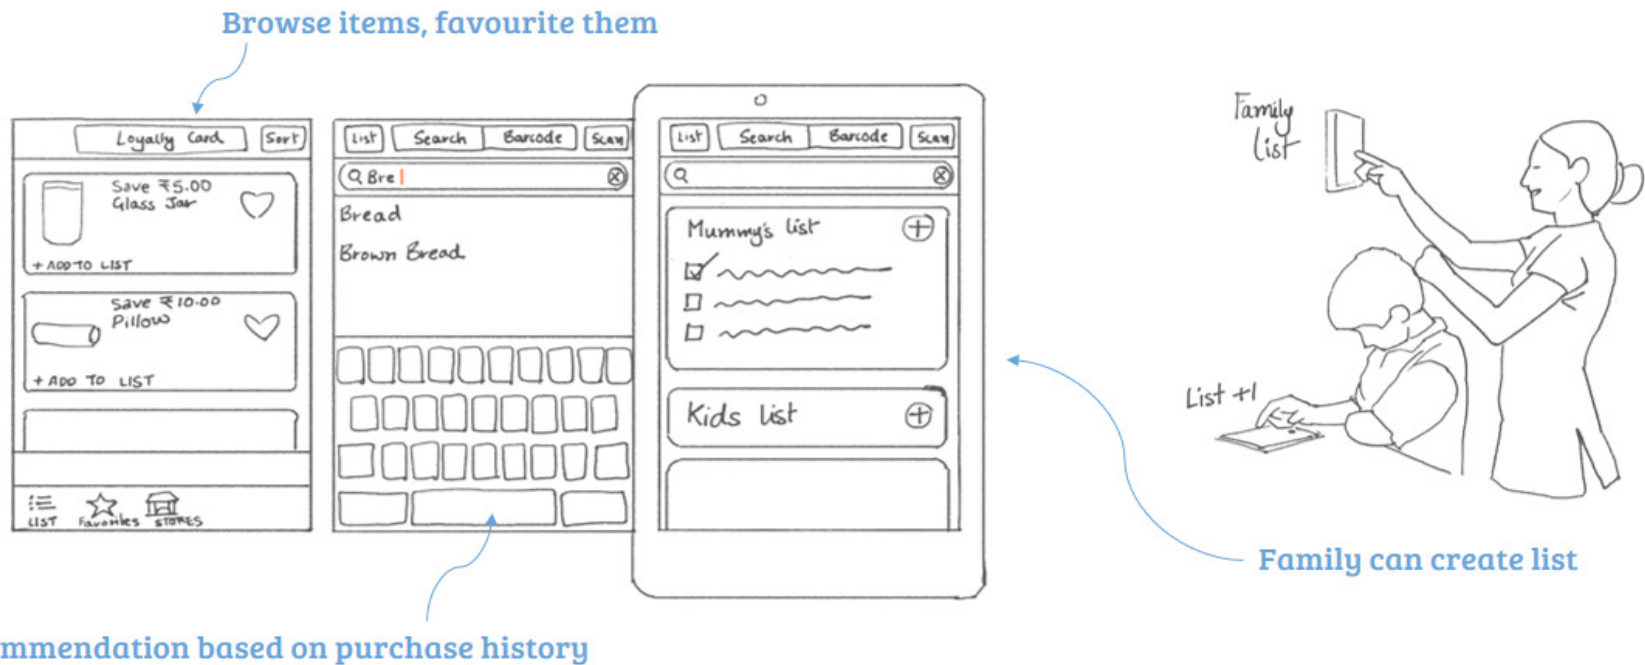 Browse items, favourite them
Loyalty Card
Sort
Save ₹5.00
Glass Jar
+ ADD TO LIST
Save ₹10.00
Pillow
+ ADD TO LIST
LIST
Favorites
STORES
List
Search
Barcode
Scan
Bre
Bread
Brown Bread
List
Search
Barcode
Scan
Mummy's list
Kids list
Family
List
List +1
Family can create list
mmendation based on purchase history